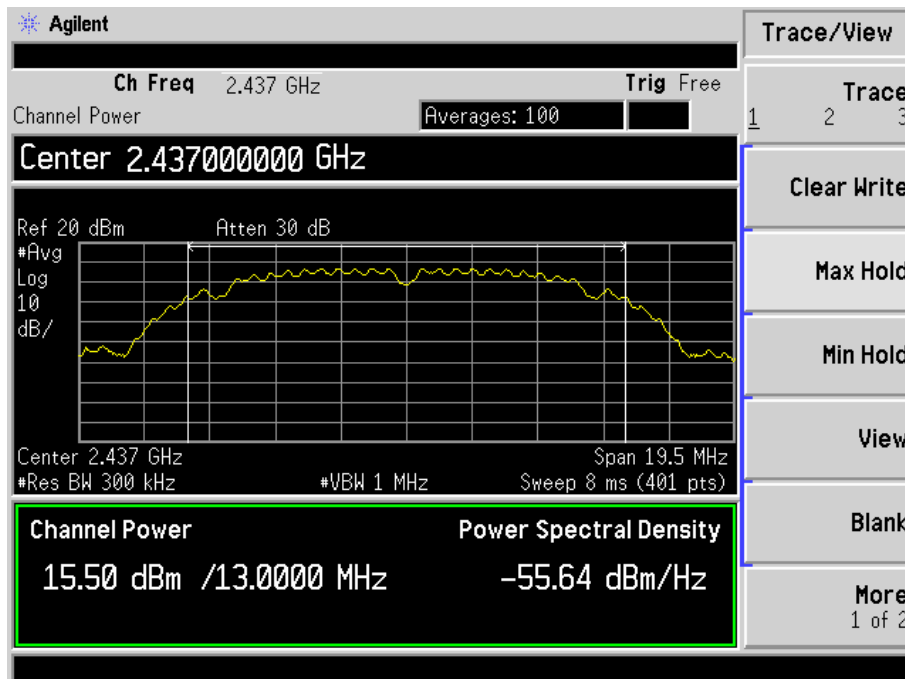 Agilent
Trace/View
Ch Freq 2.437 GHz
Trig Free
Channel Power
Averages: 100
Trace
1 2 3
Center 2.437000000 GHz
Clear Write
Ref 20 dBm
Atten 30 dB
#Avg
Log
10
dB/
Max Hold
Min Hold
View
Center 2.437 GHz
Span 19.5 MHz
#Res BW 300 kHz
#VBW 1 MHz
Sweep 8 ms (401 pts)
Channel Power
Power Spectral Density
15.50 dBm /13.0000 MHz
-55.64 dBm/Hz
Blank
More
1 of 2